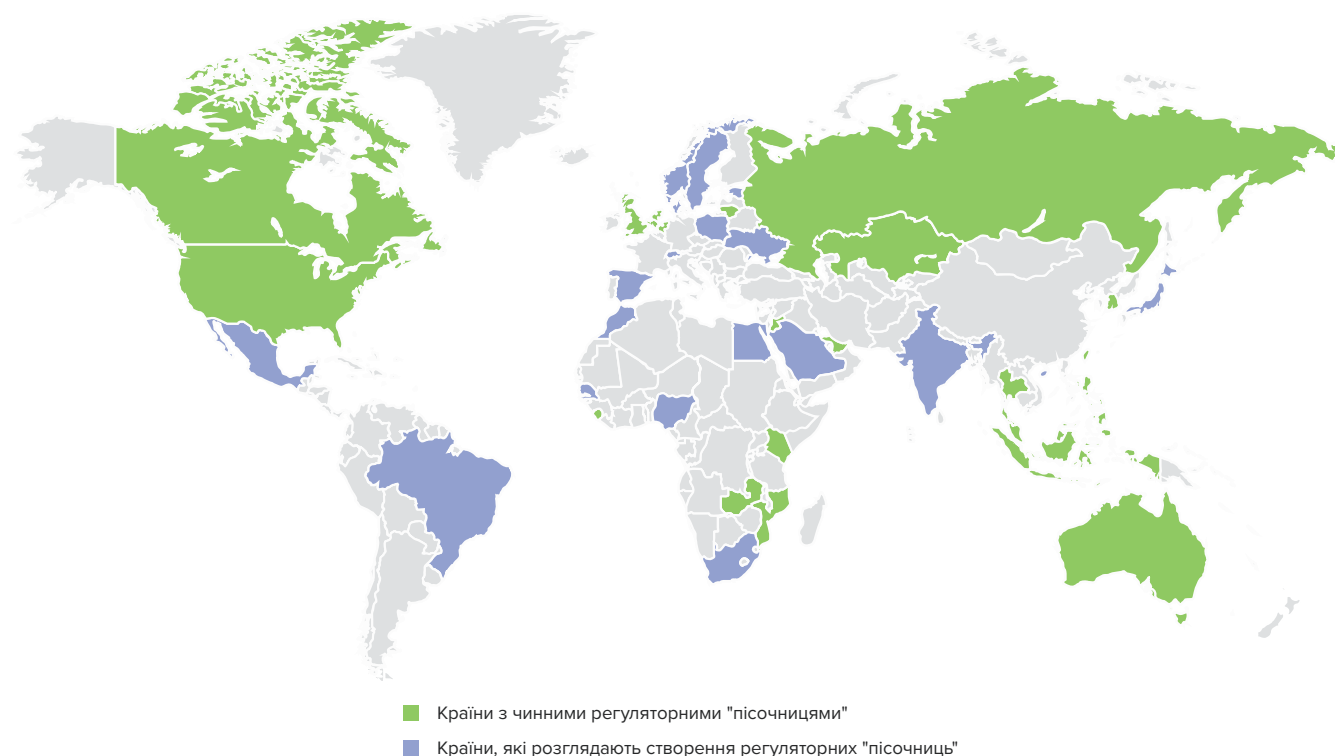 Країни з чинними регуляторними "пісочницями"
Країни, які розглядають створення регуляторних "пісочниць"